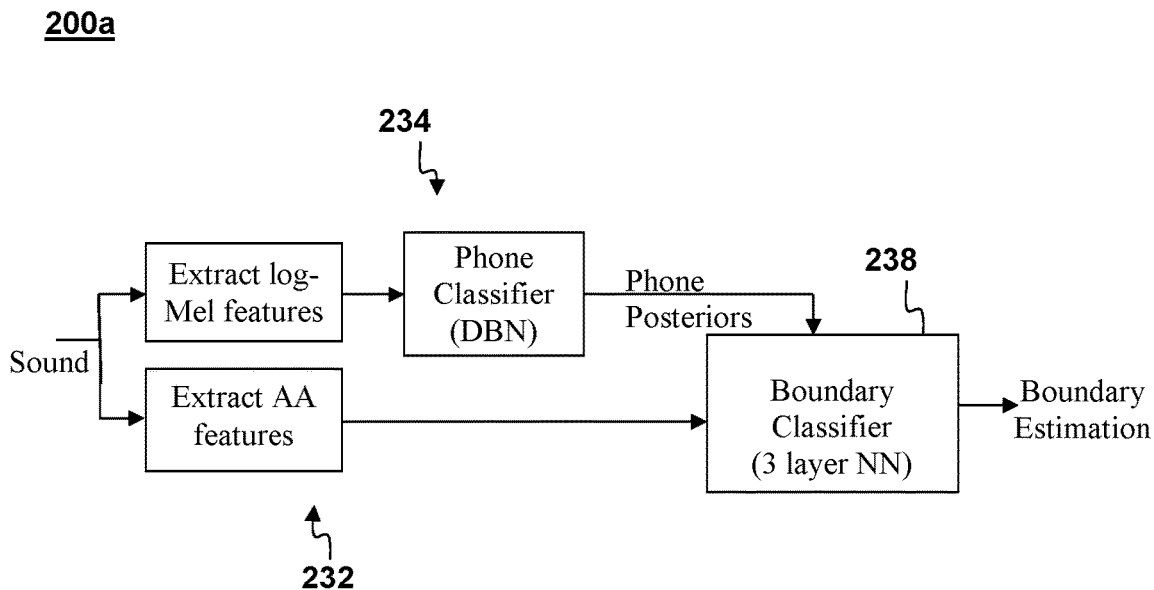 200a
234
Extract log-
Mel features
Phone
Classifier
(DBN)
Phone
Posteriors
238
Sound
Extract AA
features
Boundary
Classifier
(3 layer NN)
Boundary
Estimation
232